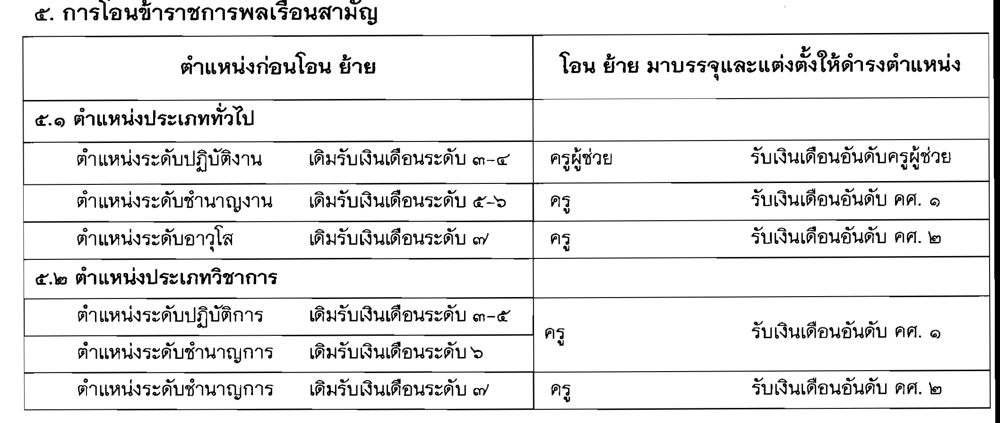 ๕. การโอนข้าราชการพลเรือนสามัญ
ตำแหน่งก่อนโอน ย้าย โอน ย้าย มาบรรจุและแต่งตั้งให้ดำรงตำแหน่ง
๕.๑ ตำแหน่งประเภททั่วไป
ตำแหน่งระดับปฏิบัติงาน เดิมรับเงินเดือนระดับ ๓-๔ ครูผู้ช่วย รับเงินเดือนอันดับครูผู้ช่วย
ตำแหน่งระดับชำนาญงาน เดิมรับเงินเดือนระดับ ๕-๖ ครู รับเงินเดือนอันดับ คศ. ๑
ตำแหน่งระดับอาวุโส เดิมรับเงินเดือนระดับ ๗ ครู รับเงินเดือนอันดับ คศ. ๒
๕.๒ ตำแหน่งประเภทวิชาการ
ตำแหน่งระดับปฏิบัติการ เดิมรับเงินเดือนระดับ ๓-๕
ครู รับเงินเดือนอันดับ คศ. ๑
ตำแหน่งระดับชำนาญการ เดิมรับเงินเดือนระดับ ๖
ตำแหน่งระดับชำนาญการ เดิมรับเงินเดือนระดับ ๗ ครู รับเงินเดือนอันดับ คศ. ๒